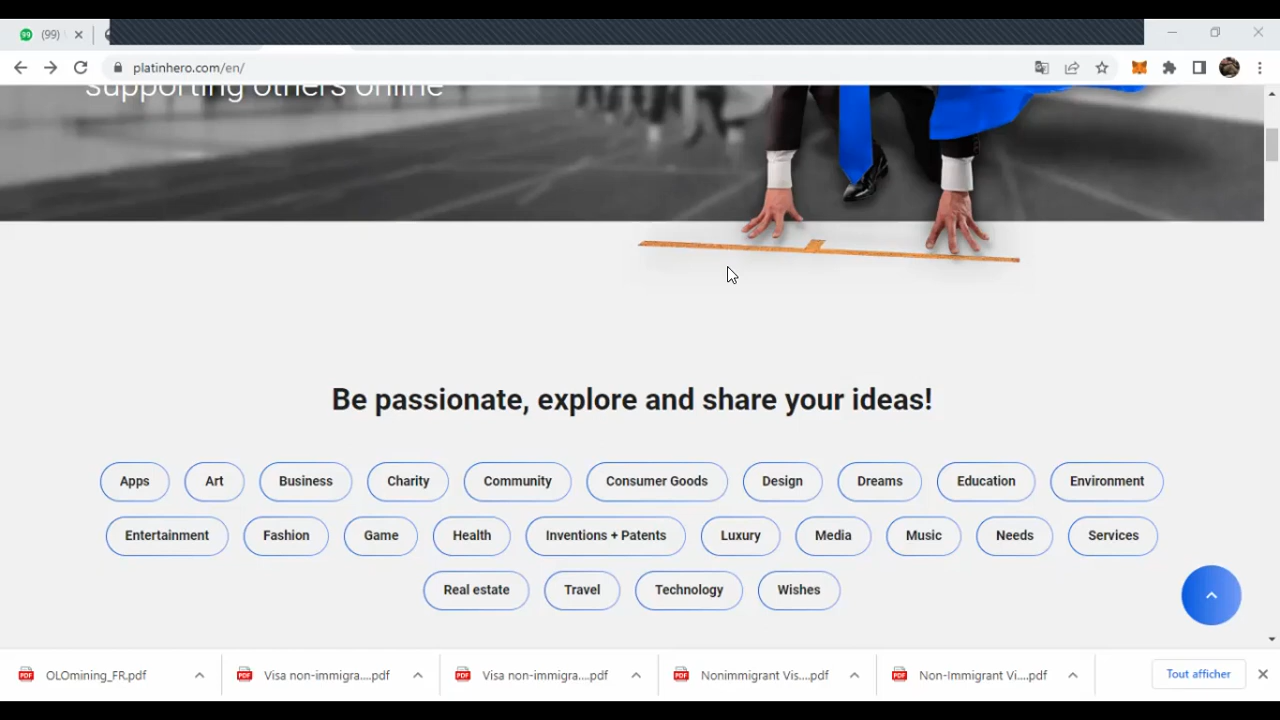 99 (99)
platinhero.com/en/
supporting others online
Be passionate, explore and share your ideas!
Apps Art Business Charity Community Consumer Goods Design Dreams Education Environment
Entertainment Fashion Game Health Inventions + Patents Luxury Media Music Needs Services
Real estate Travel Technology Wishes
OLOmining_FR.pdf Visa non-immigra....pdf Visa non-immigra....pdf Nonimmigrant Vis....pdf Non-Immigrant Vi....pdf Tout afficher